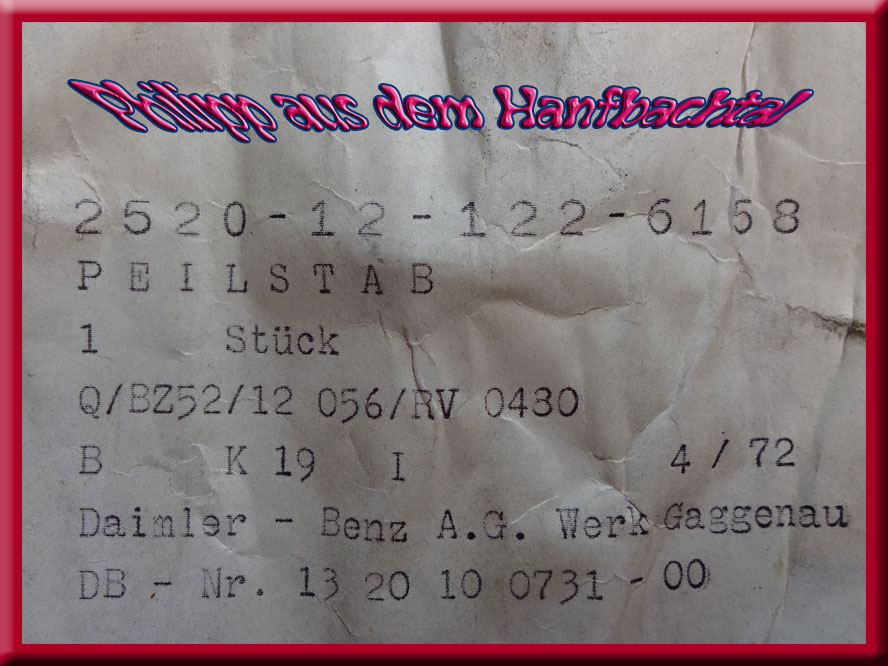 Philipp aus dem Hanfbachtal
2520-12-122-6158
PEILSTAB
1 Stück
Q/BZ52/12 056/RV 0430
B K 19 I 4 / 72
Daimler - Benz A.G. Werk Gaggenau
DB - Nr. 13 20 10 0731 - 00